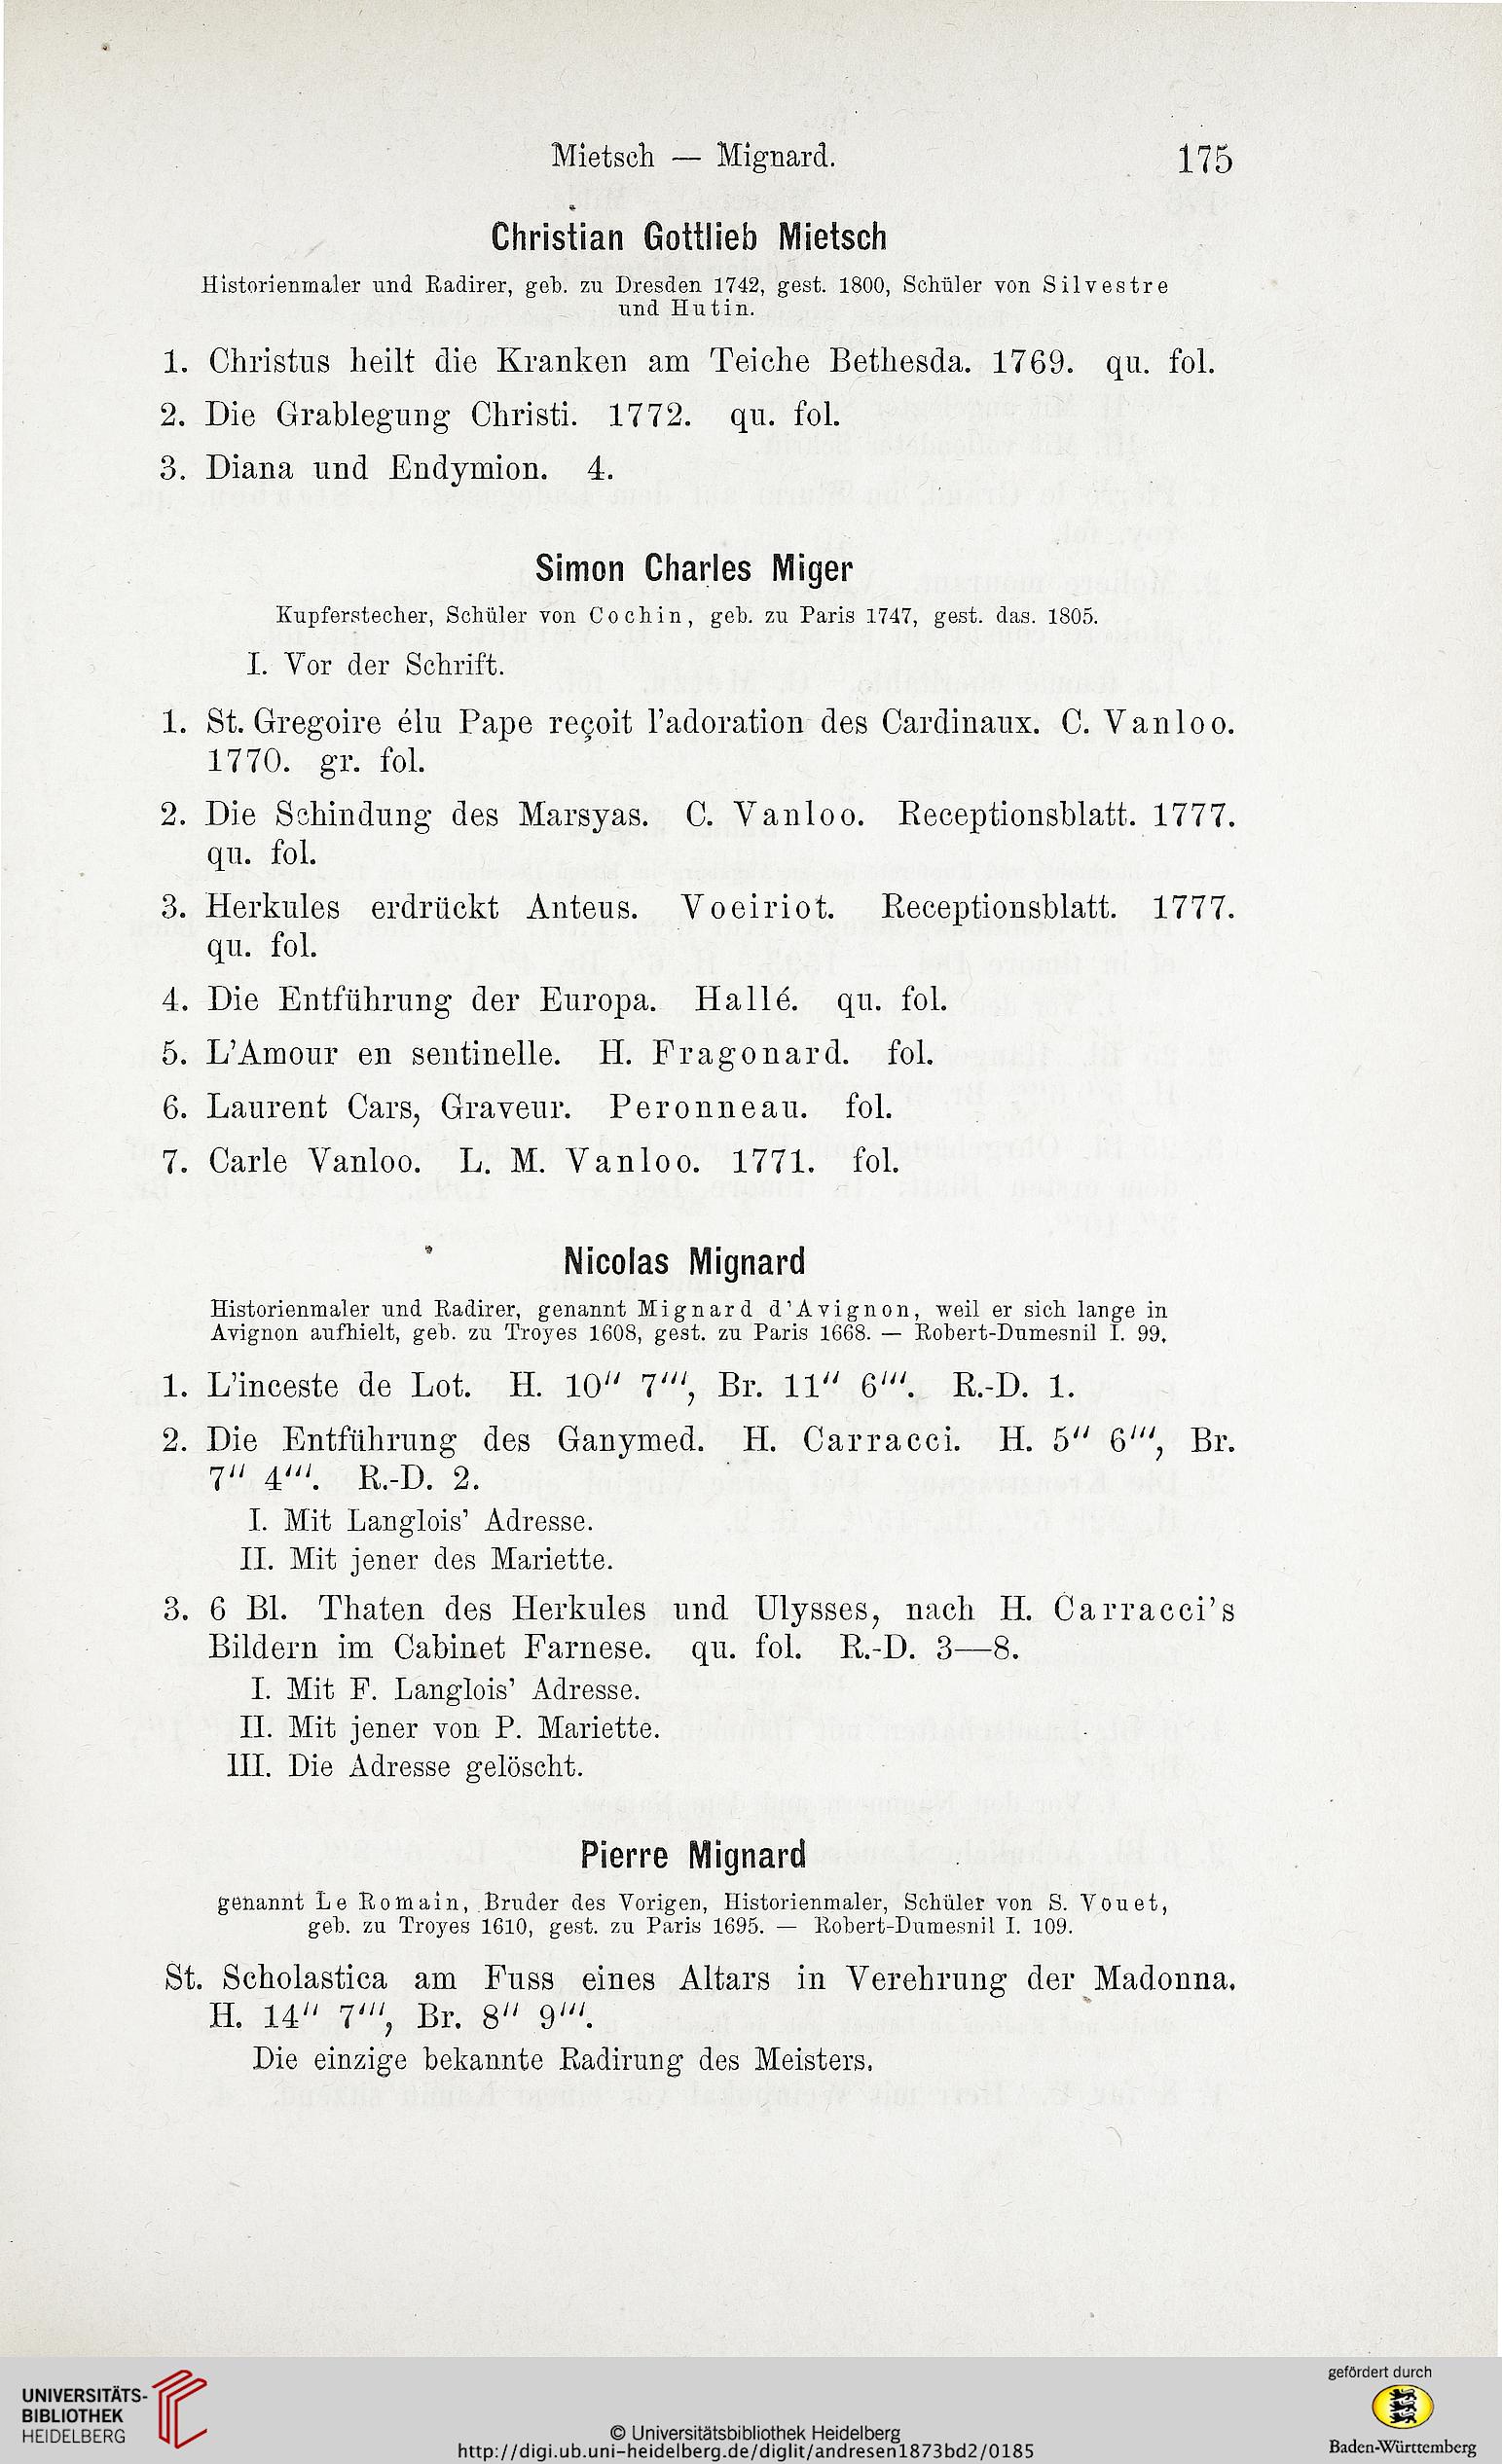 Mietsch — Mignard. 175
Christian Gottlieb Mietsch
Historienmaler und Radirer, geb. zu Dresden 1742, gest. 1800, Schüler von Silvestre
und Hutin.
1. Christus heilt die Kranken am Teiche Bethesda. 1769. qu. fol.
2. Die Grablegung Christi. 1772. qu. fol.
3. Diana und Endymion. 4.
Simon Charles Miger
Kupferstecher, Schüler von Cochin, geb. zu Paris 1747, gest. das. 1805.
I. Vor der Schrift.
1. St. Gregoire élu Pape reçoit l'adoration des Cardinaux. C. Vanloo.
1770. gr. fol.
2. Die Schindung des Marsyas. C. Vanloo. Receptionsblatt. 1777.
qu. fol.
3. Herkules erdrückt Anteus. Voeiriot. Receptionsblatt. 1777.
qu. fol.
4. Die Entführung der Europa. Hallé. qu. fol.
5. L'Amour en sentinelle. H. Fragonard. fol.
6. Laurent Cars, Graveur. Peronneau. fol.
7. Carle Vanloo. L. M. Vanloo. 1771. fol.
Nicolas Mignard
Historienmaler und Radirer, genannt Mignard d'Avignon, weil er sich lange in
Avignon aufhielt, geb. zu Troyes 1608, gest. zu Paris 1668. — Robert-Dumesnil I. 99.
1. L'inceste de Lot. H. 10″ 7‴, Br. 11″ 6‴. R.-D. 1.
2. Die Entführung des Ganymed. H. Carracci. H. 5″ 6‴, Br.
7″ 4‴. R.-D. 2.
I. Mit Langlois' Adresse.
II. Mit jener des Mariette.
3. 6 Bl. Thaten des Herkules und Ulysses, nach H. Carracci's
Bildern im Cabinet Farnese. qu. fol. R.-D. 3—8.
I. Mit F. Langlois' Adresse.
II. Mit jener von P. Mariette.
III. Die Adresse gelöscht.
Pierre Mignard
genannt Le Romain, Bruder des Vorigen, Historienmaler, Schüler von S. Vouet,
geb. zu Troyes 1610, gest. zu Paris 1695. — Robert-Dumesnil I. 109.
St. Scholastica am Fuss eines Altars in Verehrung der Madonna.
H. 14″ 7‴, Br. 8″ 9‴.
Die einzige bekannte Radirung des Meisters.
UNIVERSITÄTS-
BIBLIOTHEK
HEIDELBERG
© Universitätsbibliothek Heidelberg
http://digi.ub.uni-heidelberg.de/diglit/andresen1873bd2/0185
gefördert durch
Baden-Württemberg